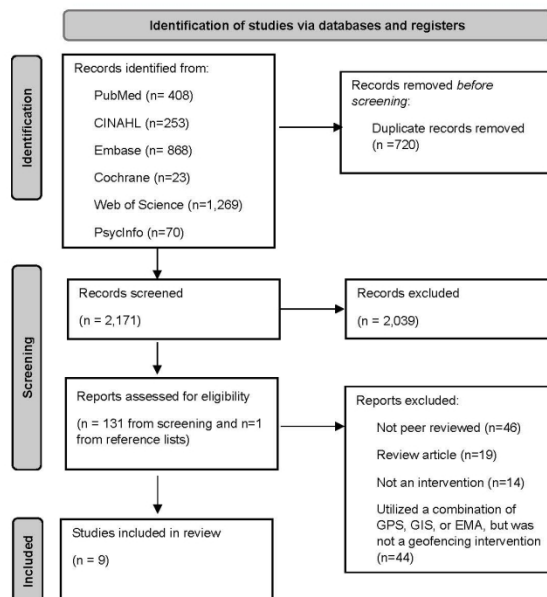 Identification of studies via databases and registers
Identification
Records identified from:
PubMed (n= 408)
CINAHL (n=253)
Embase (n= 868)
Cochrane (n=23)
Web of Science (n=1,269)
PsycInfo (n=70)
Records removed before
screening:
Duplicate records removed
(n =720)
Screening
Records screened
(n = 2,171)
Records excluded
(n = 2,039)
Reports assessed for eligibility
(n = 131 from screening and n=1
from reference lists)
Reports excluded:
Not peer reviewed (n=46)
Review article (n=19)
Not an intervention (n=14)
Utilized a combination of
GPS, GIS, or EMA, but was
not a geofencing intervention
(n=44)
Included
Studies included in review
(n = 9)